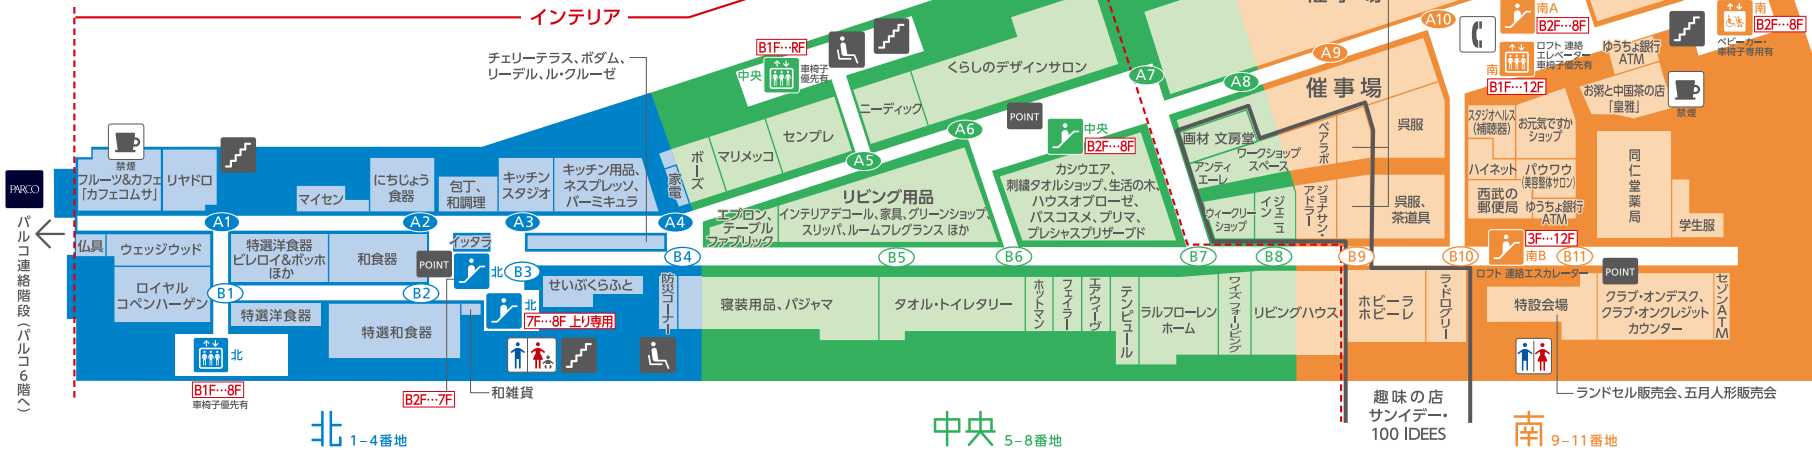 インテリア
チェリーテラス、ボダム、
リーデル、ル・クルーゼ
B1F…RF
中央
車椅子
優先有
くらしのデザインサロン
ユーディック
センプレ
マリメッコ
ボーズ
家電
A7
A6
A5
A8
A9
A10
催事場
POINT
中央
B2F…8F
南A
B2F…8F
南
ロフト 連絡
エレベーター
車椅子優先有
B1F…12F
ゆうちょ銀行
ATM
南
B2F…8F
ベビーカー・
車椅子専用有
お粥と中国茶の店
「皇雅」
禁煙
禁煙
フルーツ&カフェ
「カフェコムサ」
リヤドロ
マイセン
にちじょう
食器
包丁、
和調理
キッチン
スタジオ
キッチン用品、
ネスプレッソ、
バーミキュラ
PARCO
パルコ連絡階段(パルコ6階へ)
A1
A2
A3
A4
エプロン、
テーブル
ファブリック
リビング用品
インテリアデコール、家具、グリーンショップ、
スリッパ、ルームフレグランス ほか
カシウエア、
刺繍タオルショップ、生活の木、
ハウスオブローゼ、
バスコスメ、プリマ、
プレシャスプリザーブド
画材 文房堂
アンティ
エーレ
ワークショップ
スペース
ウィークリー
ショップ
イジェンヌ
ベアラボ
ジョナサン・
アドラー
呉服
呉服、
茶道具
スタジオヘルス
(補聴器)
お元気ですか
ショップ
ハイネット
パウワウ
(美容整体サロン)
西武の
郵便局
ゆうちょ銀行
ATM
同仁堂薬局
学生服
仏具
ウェッジウッド
特選洋食器
ビレロイ&ボッホ
ほか
和食器
イッタラ
POINT
北
B3
B4
B5
B6
B7
B8
B9
B10
3F…12F
南B
B11
ロフト 連絡エスカレーター
POINT
ロイヤル
コペンハーゲン
B1
B2
特選洋食器
特選和食器
せいぶくらふと
北
7F…8F 上り専用
防災コーナー
寝装用品、パジャマ
タオル・トイレタリー
ホットマン
フェイラー
エアウィーヴ
テンピュール
ラルフローレン
ホーム
ワイズフォーリビング
リビングハウス
ホビーラ
ホビーレ
ラ・ドログリー
特設会場
クラブ・オンデスク、
クラブ・オンクレジット
カウンター
セゾンATM
北
B1F…8F
車椅子優先有
B2F…7F
和雑貨
趣味の店
サンイデー・
100 IDEES
ランドセル販売会、五月人形販売会
北 1–4番地
中央 5–8番地
南 9–11番地